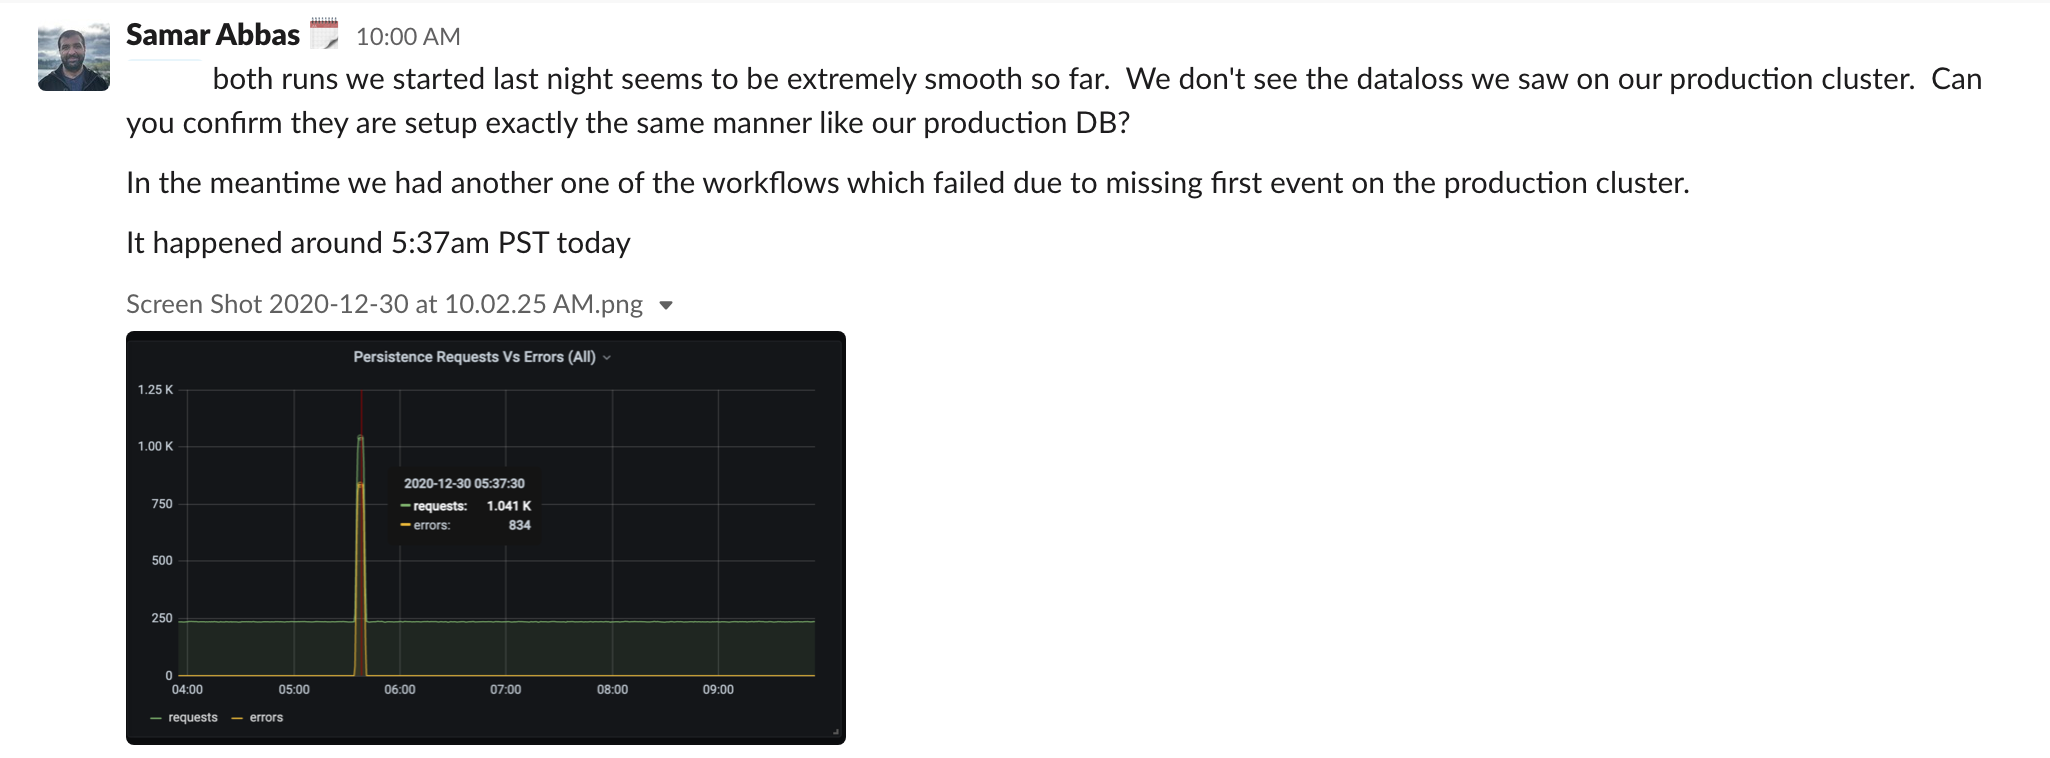 Samar Abbas 10:00 AM
both runs we started last night seems to be extremely smooth so far. We don't see the dataloss we saw on our production cluster. Can
you confirm they are setup exactly the same manner like our production DB?
In the meantime we had another one of the workflows which failed due to missing first event on the production cluster.
It happened around 5:37am PST today
Screen Shot 2020-12-30 at 10.02.25 AM.png
Persistence Requests Vs Errors (All)
1.25 K
1.00 K
750
500
250
0
2020-12-30 05:37:30
requests: 1.041 K
errors: 834
04:00 05:00 06:00 07:00 08:00 09:00
requests errors